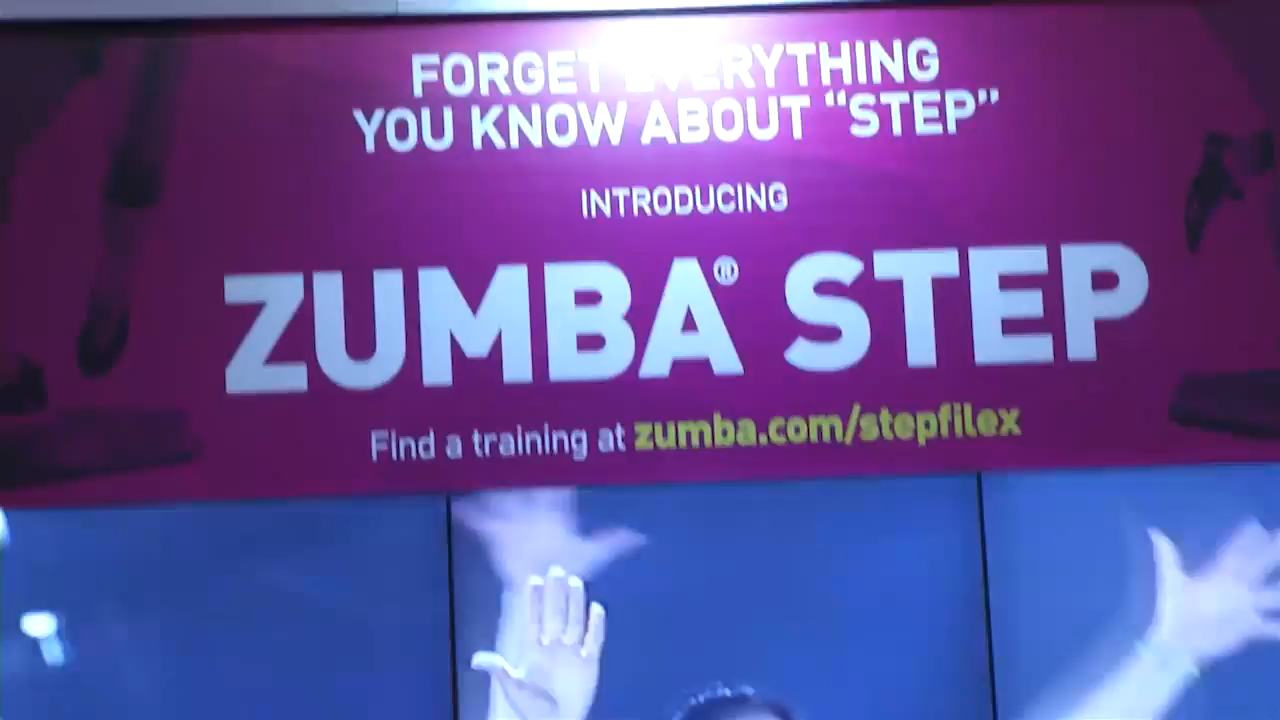 FORGET EVERYTHING
YOU KNOW ABOUT “STEP”
INTRODUCING
ZUMBA® STEP
Find a training at zumba.com/stepfilex